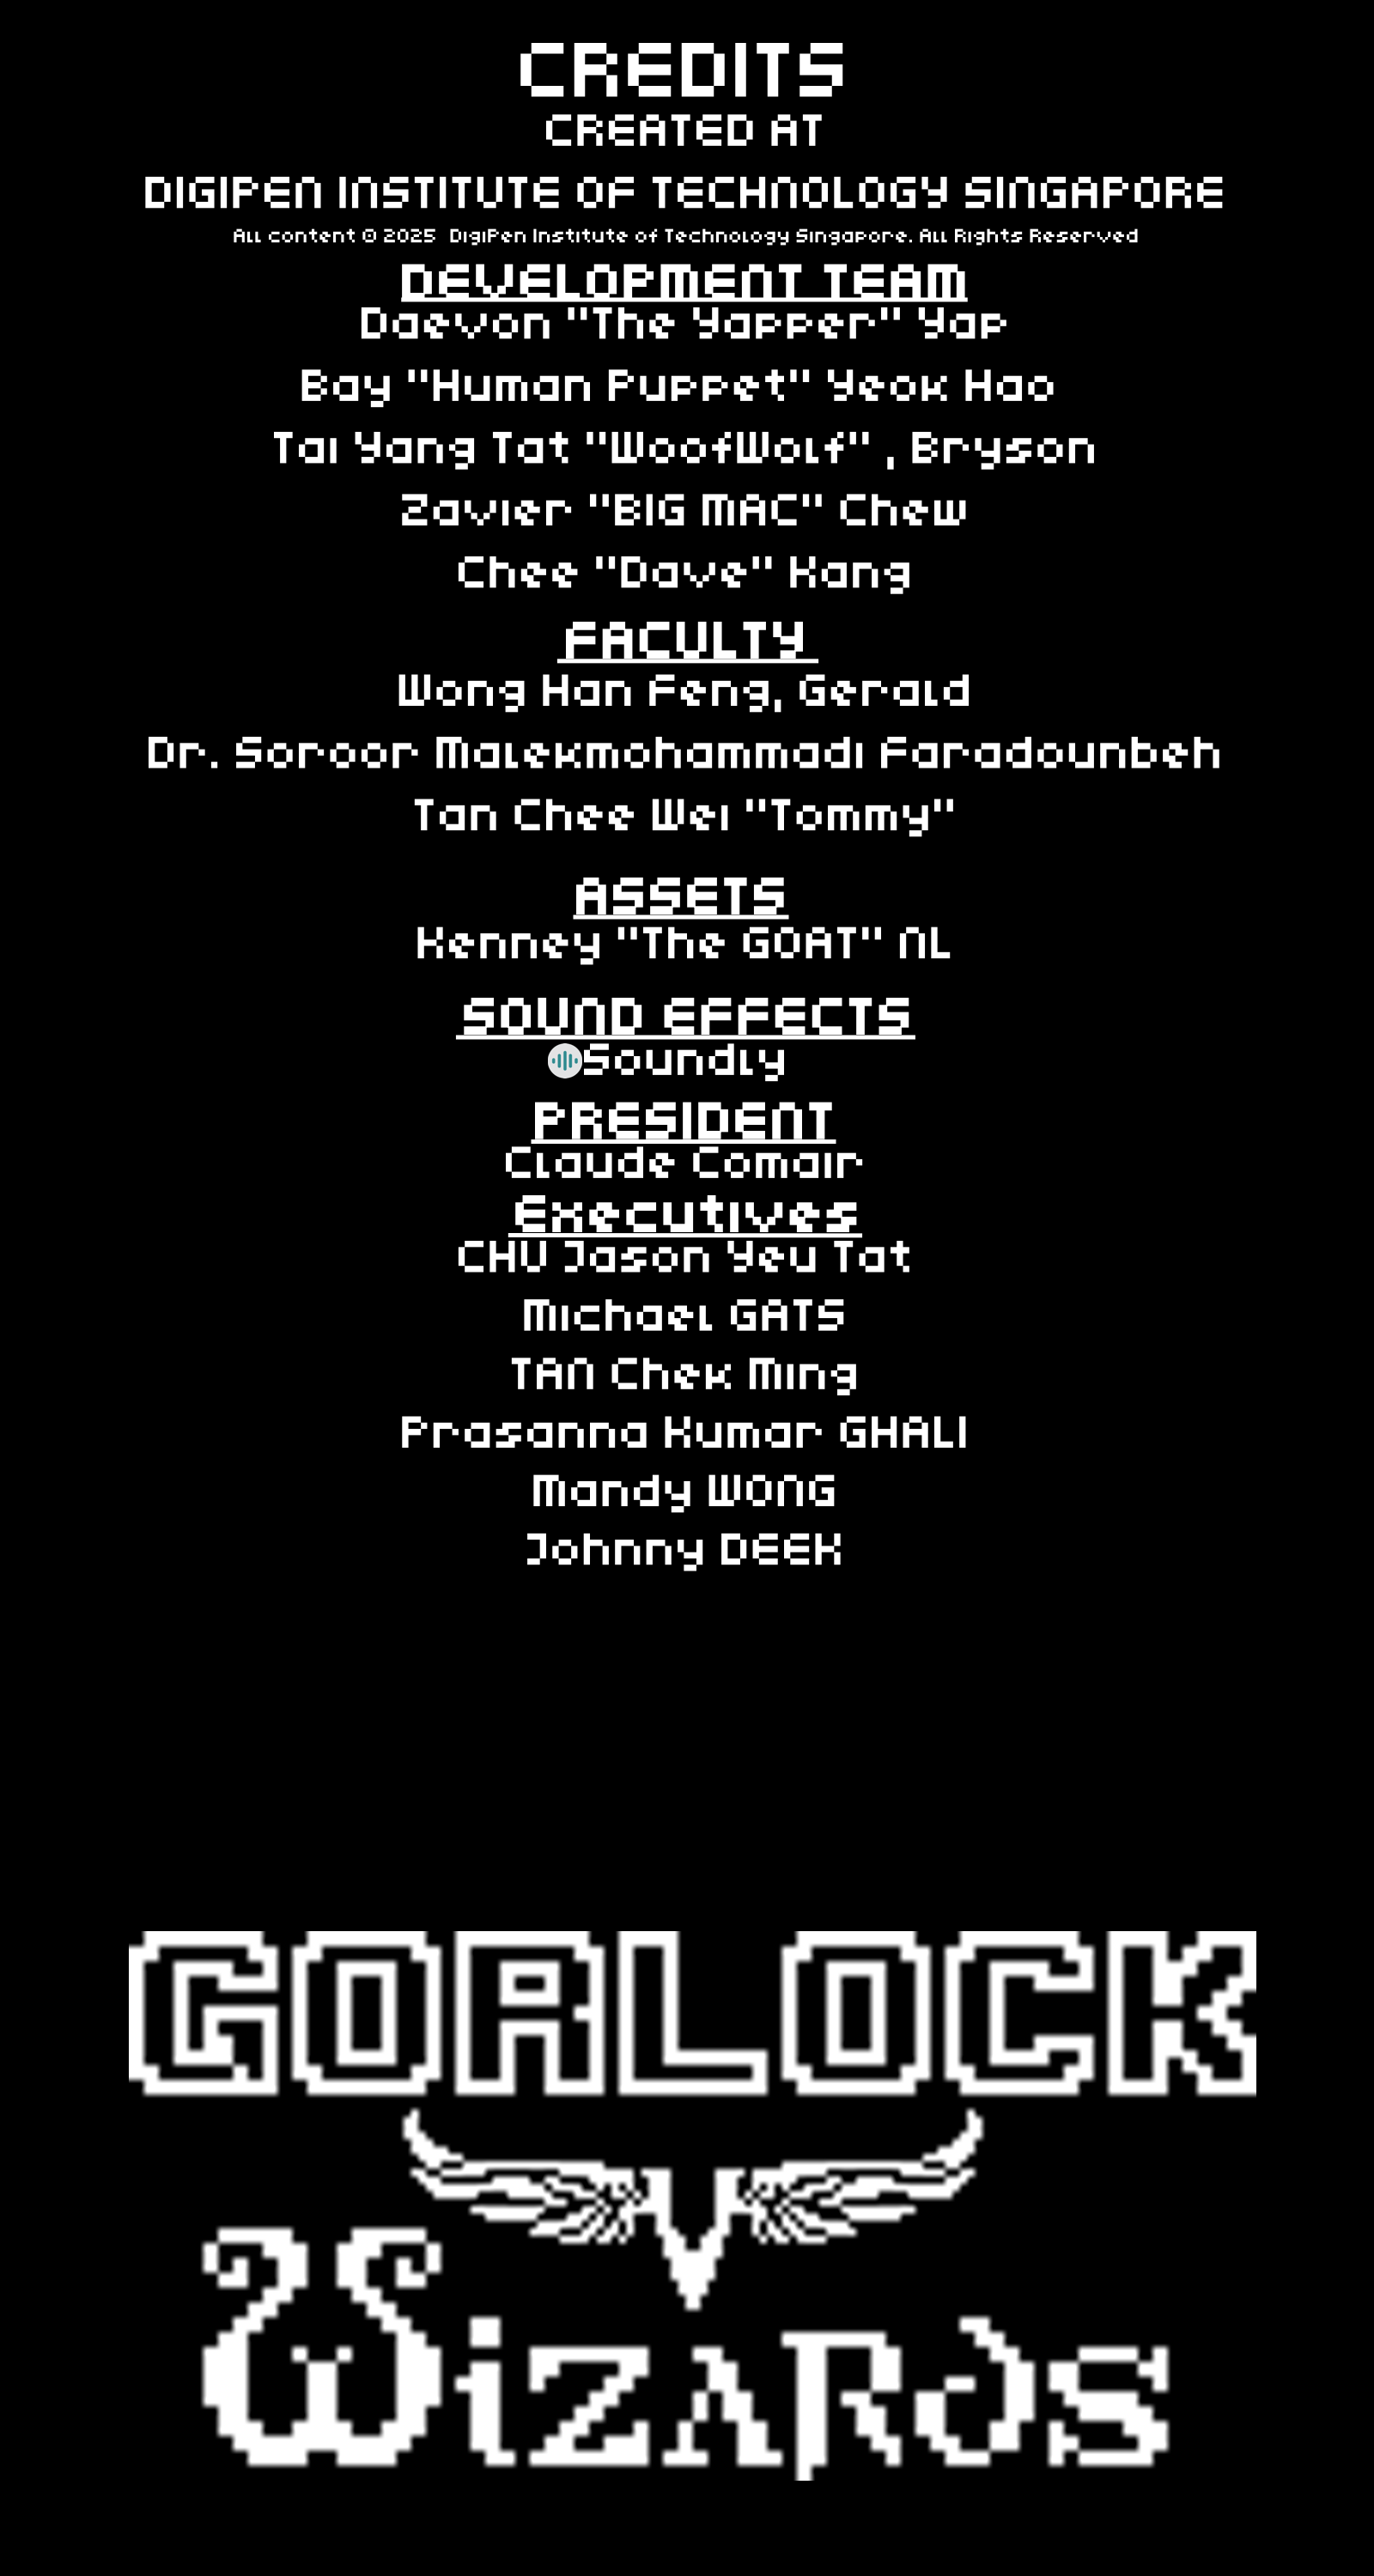 CREDITS
CREATED AT
DIGIPEN INSTITUTE OF TECHNOLOGY SINGAPORE
All content © 2025 DigiPen Institute of Technology Singapore. All Rights Reserved
DEVELOPMENT TEAM
Daevon "The Yapper" Yap
Bay "Human Puppet" Yeok Hao
Tai Yang Tat "WoofWolf" , Bryson
Zavier "BIG MAC" Chew
Chee "Dave" Kang
FACULTY
Wong Han Feng, Gerald
Dr. Soroor Malekmohammadi Faradounbeh
Tan Chee Wei "Tommy"
ASSETS
Kenney "The GOAT" NL
SOUND EFFECTS
Soundly
PRESIDENT
Claude Comair
Executives
CHU Jason Yeu Tat
Michael GATS
TAN Chek Ming
Prasanna Kumar GHALI
Mandy WONG
Johnny DEEK
GORLOCK
WIZARDS